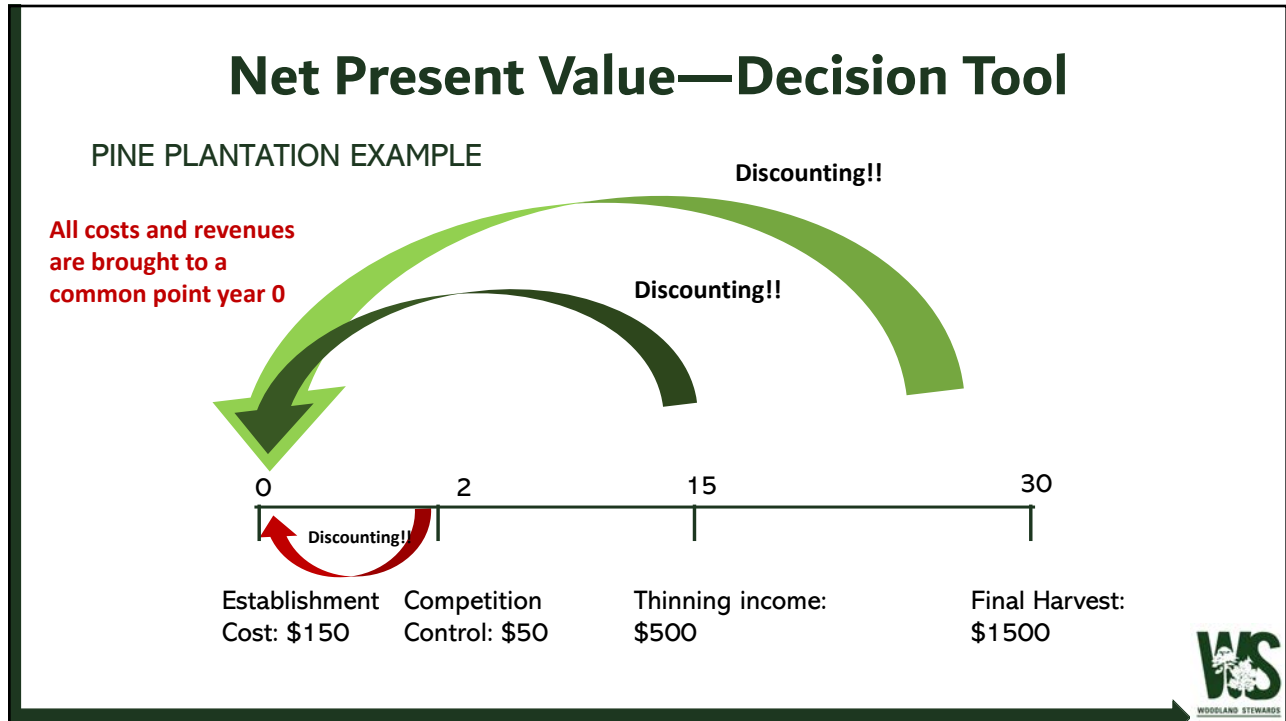 Net Present Value—Decision Tool
PINE PLANTATION EXAMPLE
Discounting!!
All costs and revenues
are brought to a
common point year 0
Discounting!!
0
2
15
30
Discounting!!
Establishment
Cost: $150
Competition
Control: $50
Thinning income:
$500
Final Harvest:
$1500
WS
WOODLAND STEWARDS